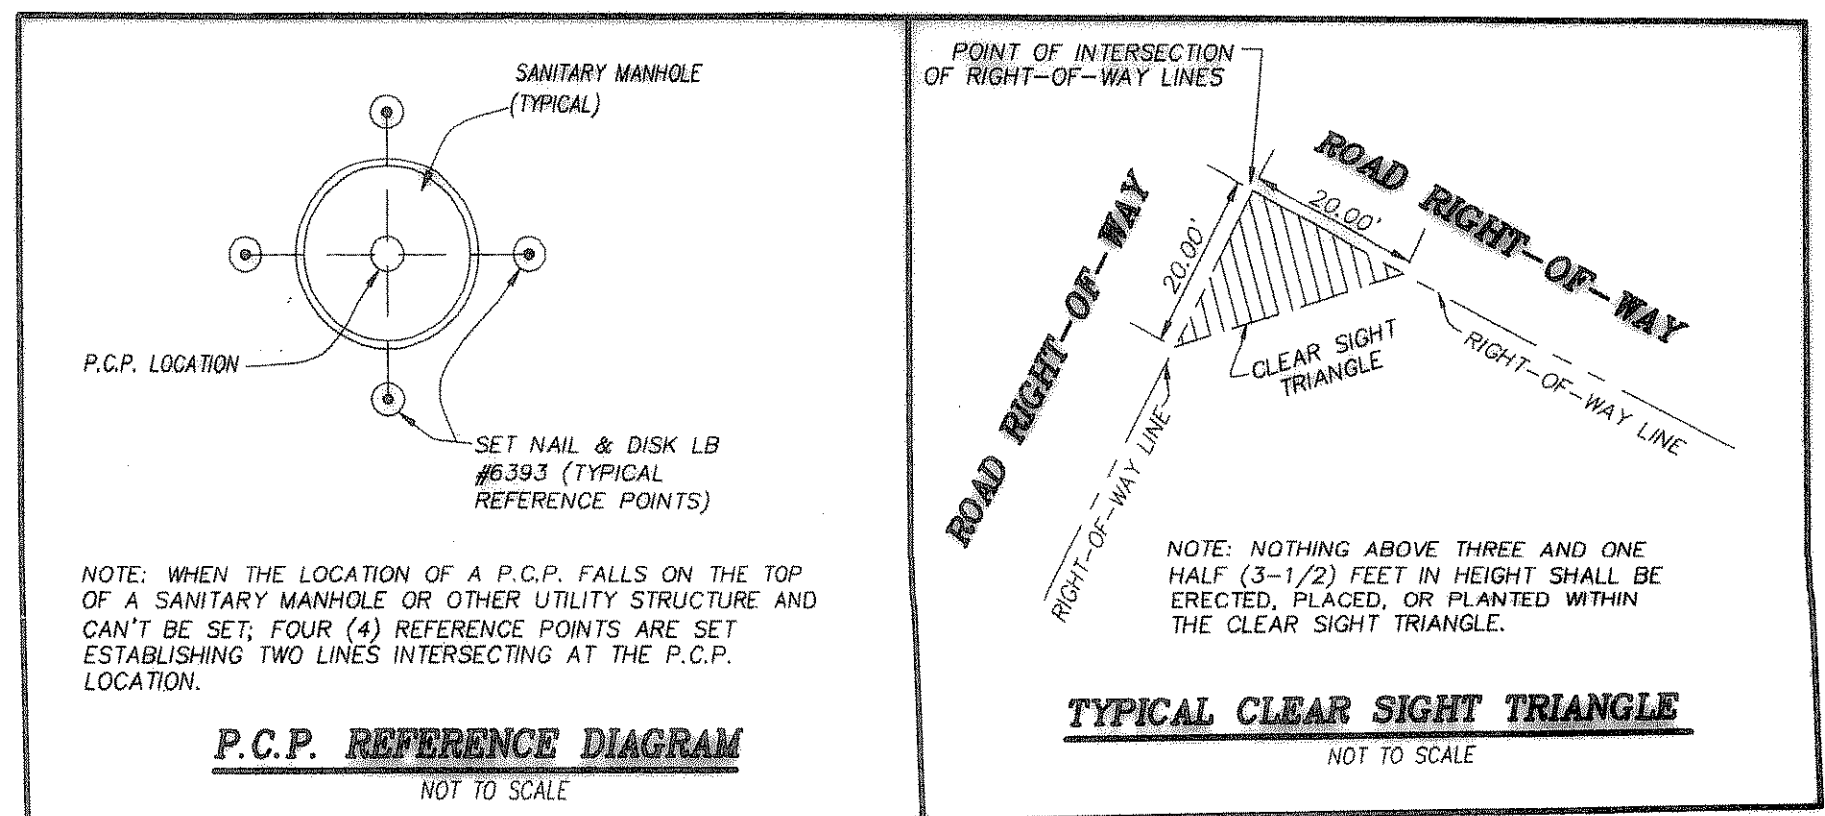 SANITARY MANHOLE
(TYPICAL)
P.C.P. LOCATION
SET NAIL & DISK LB
#6393 (TYPICAL
REFERENCE POINTS)
NOTE: WHEN THE LOCATION OF A P.C.P. FALLS ON THE TOP
OF A SANITARY MANHOLE OR OTHER UTILITY STRUCTURE AND
CAN'T BE SET; FOUR (4) REFERENCE POINTS ARE SET
ESTABLISHING TWO LINES INTERSECTING AT THE P.C.P.
LOCATION.
P.C.P. REFERENCE DIAGRAM
NOT TO SCALE
POINT OF INTERSECTION
OF RIGHT-OF-WAY LINES
ROAD RIGHT-OF-WAY
20.00'
ROAD RIGHT-OF-WAY
20.00'
CLEAR SIGHT
TRIANGLE
RIGHT-OF-WAY LINE
RIGHT-OF-WAY LINE
NOTE: NOTHING ABOVE THREE AND ONE
HALF (3-1/2) FEET IN HEIGHT SHALL BE
ERECTED, PLACED, OR PLANTED WITHIN
THE CLEAR SIGHT TRIANGLE.
TYPICAL CLEAR SIGHT TRIANGLE
NOT TO SCALE